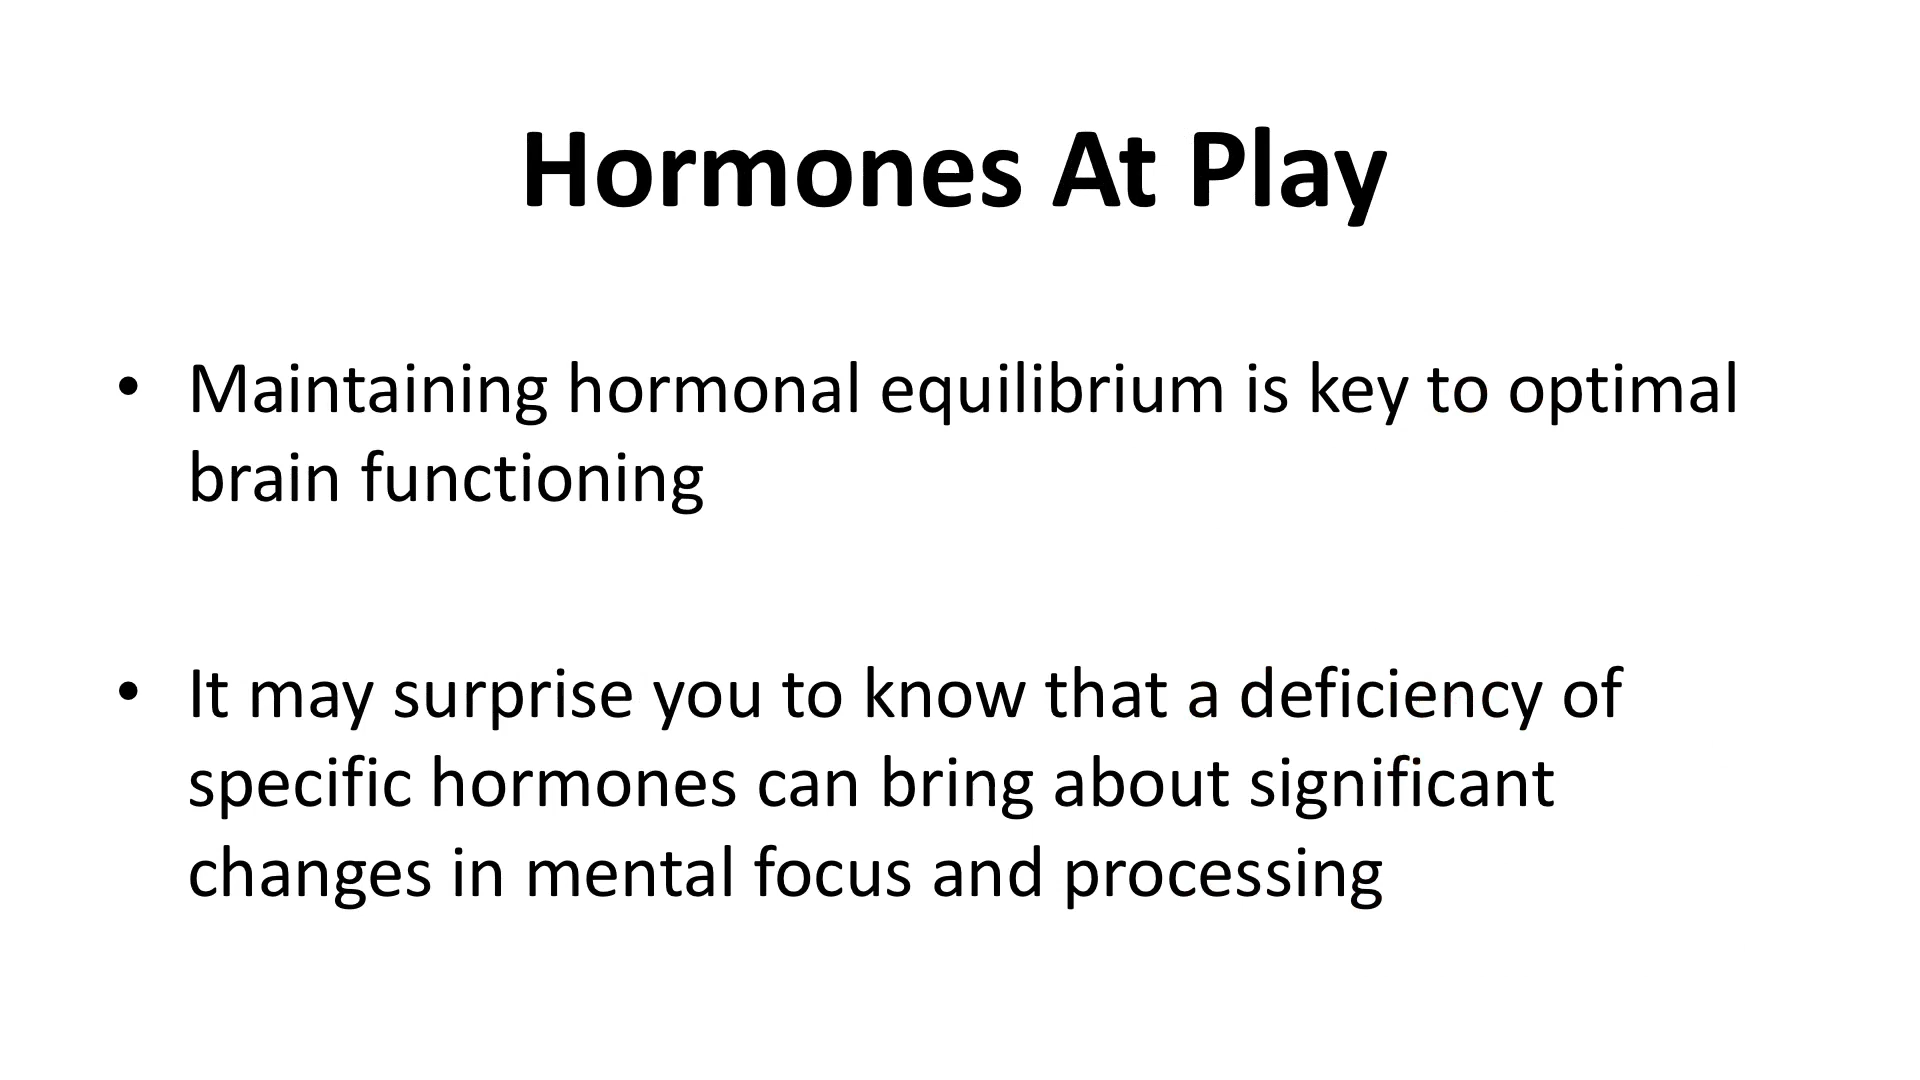 Hormones At Play
• Maintaining hormonal equilibrium is key to optimal
brain functioning
• It may surprise you to know that a deficiency of
specific hormones can bring about significant
changes in mental focus and processing